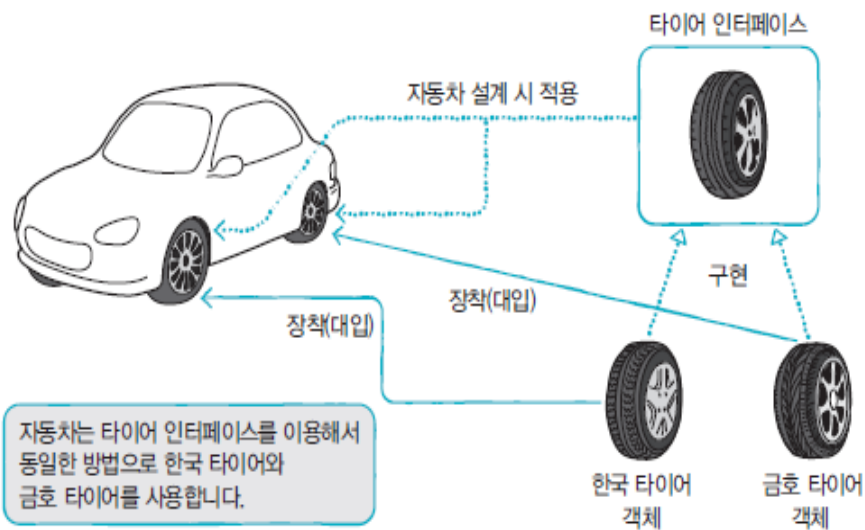 타이어 인터페이스
자동차 설계 시 적용
구현
장착(대입)
장착(대입)
자동차는 타이어 인터페이스를 이용해서
동일한 방법으로 한국 타이어와
금호 타이어를 사용합니다.
한국 타이어
객체
금호 타이어
객체